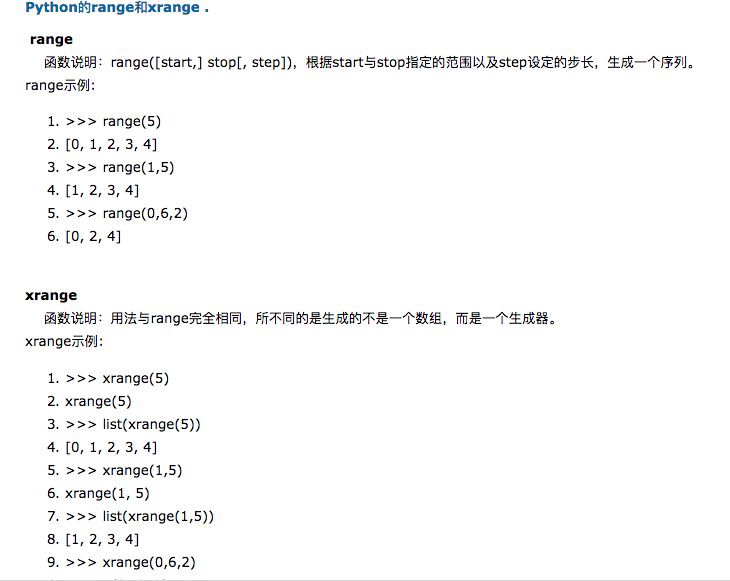 Python的range和xrange .
range
函数说明：range([start,] stop[, step])，根据start与stop指定的范围以及step设定的步长，生成一个序列。
range示例：
1. >>> range(5)
2. [0, 1, 2, 3, 4]
3. >>> range(1,5)
4. [1, 2, 3, 4]
5. >>> range(0,6,2)
6. [0, 2, 4]
xrange
函数说明：用法与range完全相同，所不同的是生成的不是一个数组，而是一个生成器。
xrange示例：
1. >>> xrange(5)
2. xrange(5)
3. >>> list(xrange(5))
4. [0, 1, 2, 3, 4]
5. >>> xrange(1,5)
6. xrange(1, 5)
7. >>> list(xrange(1,5))
8. [1, 2, 3, 4]
9. >>> xrange(0,6,2)